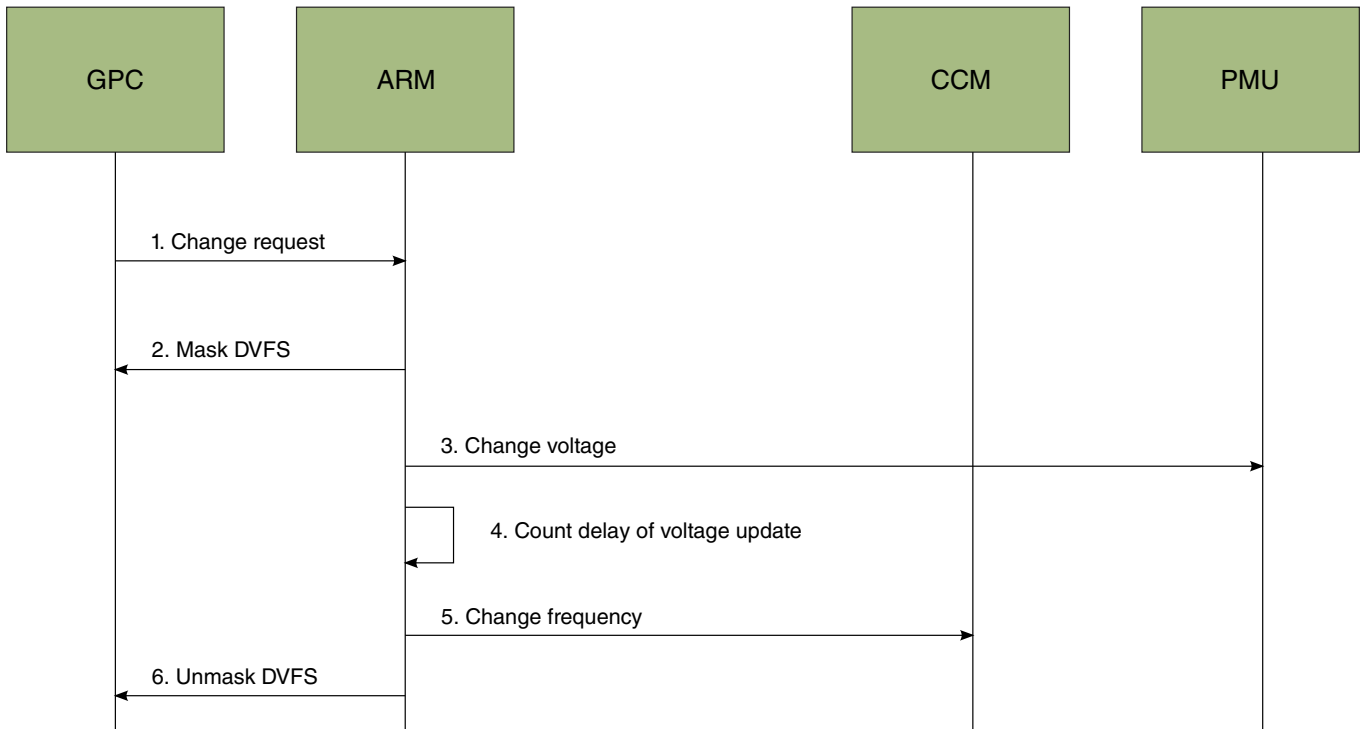 GPC
ARM
CCM
PMU
1. Change request
2. Mask DVFS
3. Change voltage
4. Count delay of voltage update
5. Change frequency
6. Unmask DVFS